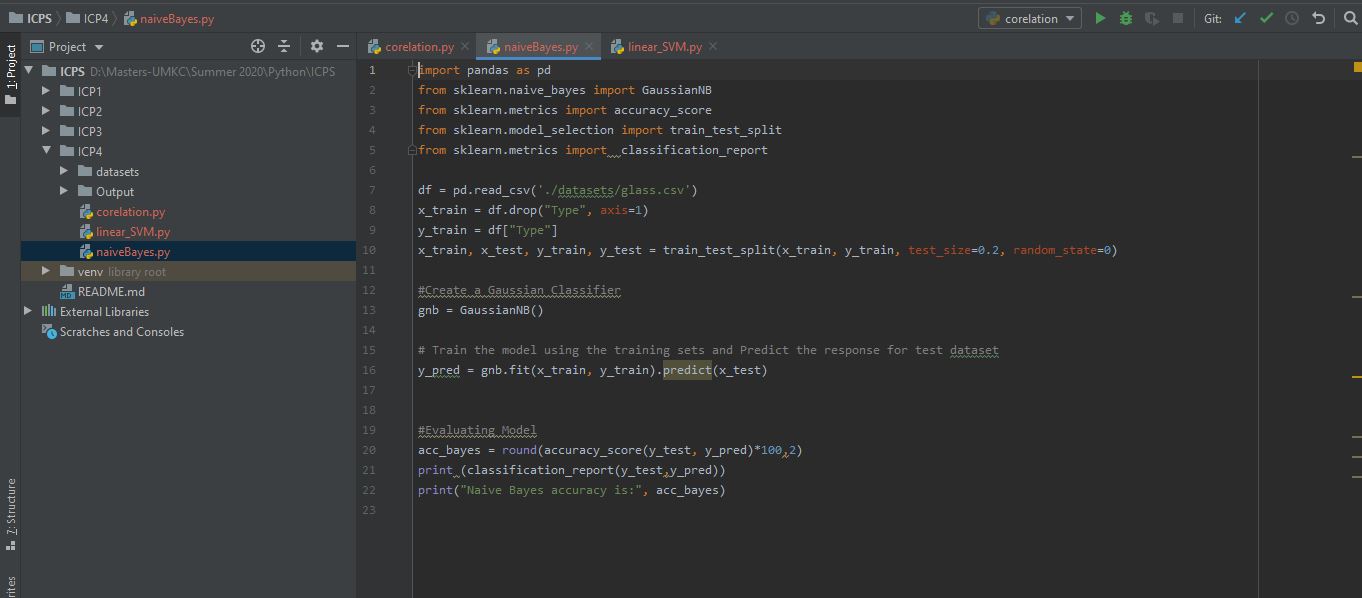 ICPS ICP4 naiveBayes.py corelation Git:
Project corelation.py naiveBayes.py linear_SVM.py
1: Project
ICPS D:\Masters-UMKC\Summer2020\Python\ICPS
ICP1
ICP2
ICP3
ICP4
datasets
Output
corelation.py
linear_SVM.py
naiveBayes.py
venv library root
README.md
External Libraries
Scratches and Consoles
7: Structure
rites
1 import pandas as pd
2 from sklearn.naive_bayes import GaussianNB
3 from sklearn.metrics import accuracy_score
4 from sklearn.model_selection import train_test_split
5 from sklearn.metrics import  classification_report
6
7 df = pd.read_csv('./datasets/glass.csv')
8 x_train = df.drop("Type", axis=1)
9 y_train = df["Type"]
10 x_train, x_test, y_train, y_test = train_test_split(x_train, y_train, test_size=0.2, random_state=0)
11
12 #Create a Gaussian Classifier
13 gnb = GaussianNB()
14
15 # Train the model using the training sets and Predict the response for test dataset
16 y_pred = gnb.fit(x_train, y_train).predict(x_test)
17
18
19 #Evaluating Model
20 acc_bayes = round(accuracy_score(y_test, y_pred)*100,2)
21 print (classification_report(y_test,y_pred))
22 print("Naive Bayes accuracy is:", acc_bayes)
23